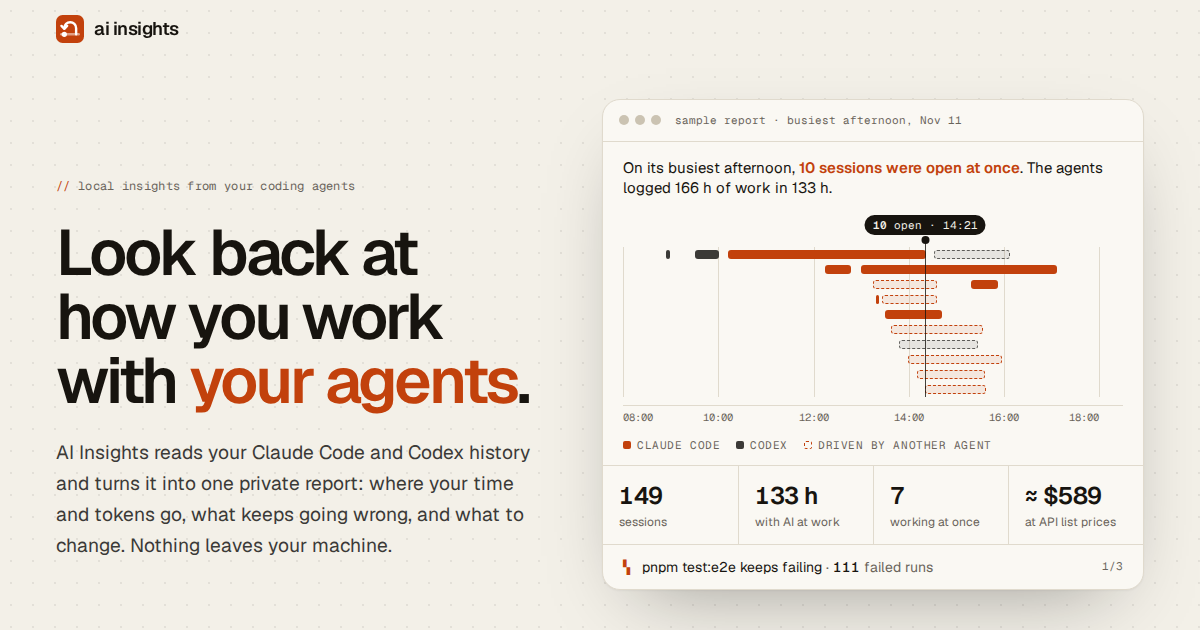 ai insights
// local insights from your coding agents
Look back at
how you work
with your agents.
AI Insights reads your Claude Code and Codex history
and turns it into one private report: where your time
and tokens go, what keeps going wrong, and what to
change. Nothing leaves your machine.
sample report · busiest afternoon, Nov 11
On its busiest afternoon, 10 sessions were open at once. The agents
logged 166 h of work in 133 h.
10 open · 14:21
08:00 10:00 12:00 14:00 16:00 18:00
CLAUDE CODE CODEX DRIVEN BY ANOTHER AGENT
149 133 h 7 ≈ $589
sessions with AI at work working at once at API list prices
pnpm test:e2e keeps failing · 111 failed runs 1/3